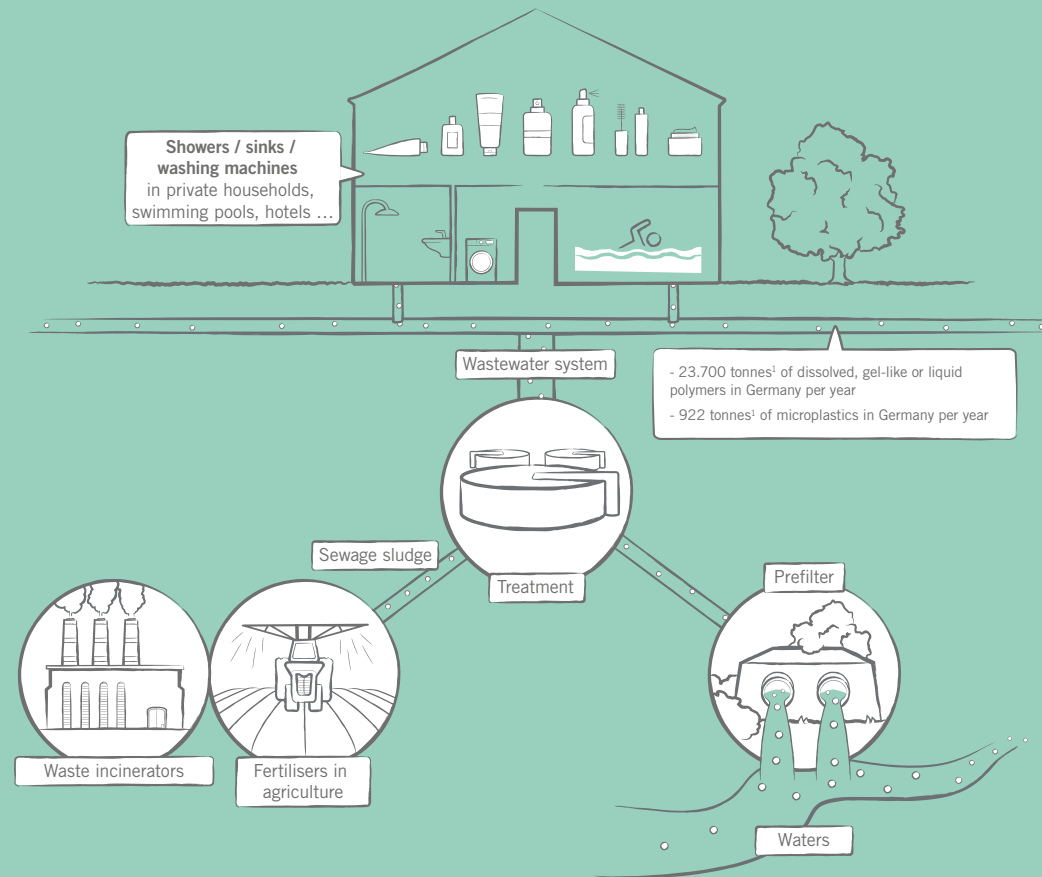 Showers / sinks /
washing machines
in private households,
swimming pools, hotels ...
Wastewater system
- 23.700 tonnes¹ of dissolved, gel-like or liquid
polymers in Germany per year
- 922 tonnes¹ of microplastics in Germany per year
Sewage sludge
Treatment
Prefilter
Waste incinerators
Fertilisers in
agriculture
Waters